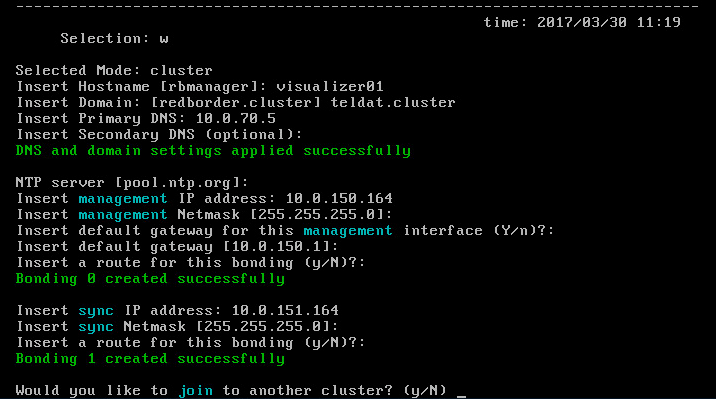 time: 2017/03/30 11:19
Selection: w
Selected Mode: cluster
Insert Hostname [rbmanager]: visualizer01
Insert Domain: [redborder.cluster] teldat.cluster
Insert Primary DNS: 10.0.70.5
Insert Secondary DNS (optional):
DNS and domain settings applied successfully
NTP server [pool.ntp.org]:
Insert management IP address: 10.0.150.164
Insert management Netmask [255.255.255.0]:
Insert default gateway for this management interface (Y/n)?:
Insert default gateway [10.0.150.1]:
Insert a route for this bonding (y/N)?:
Bonding 0 created successfully
Insert sync IP address: 10.0.151.164
Insert sync Netmask [255.255.255.0]:
Insert a route for this bonding (y/N)?:
Bonding 1 created successfully
Would you like to join to another cluster? (y/N) _